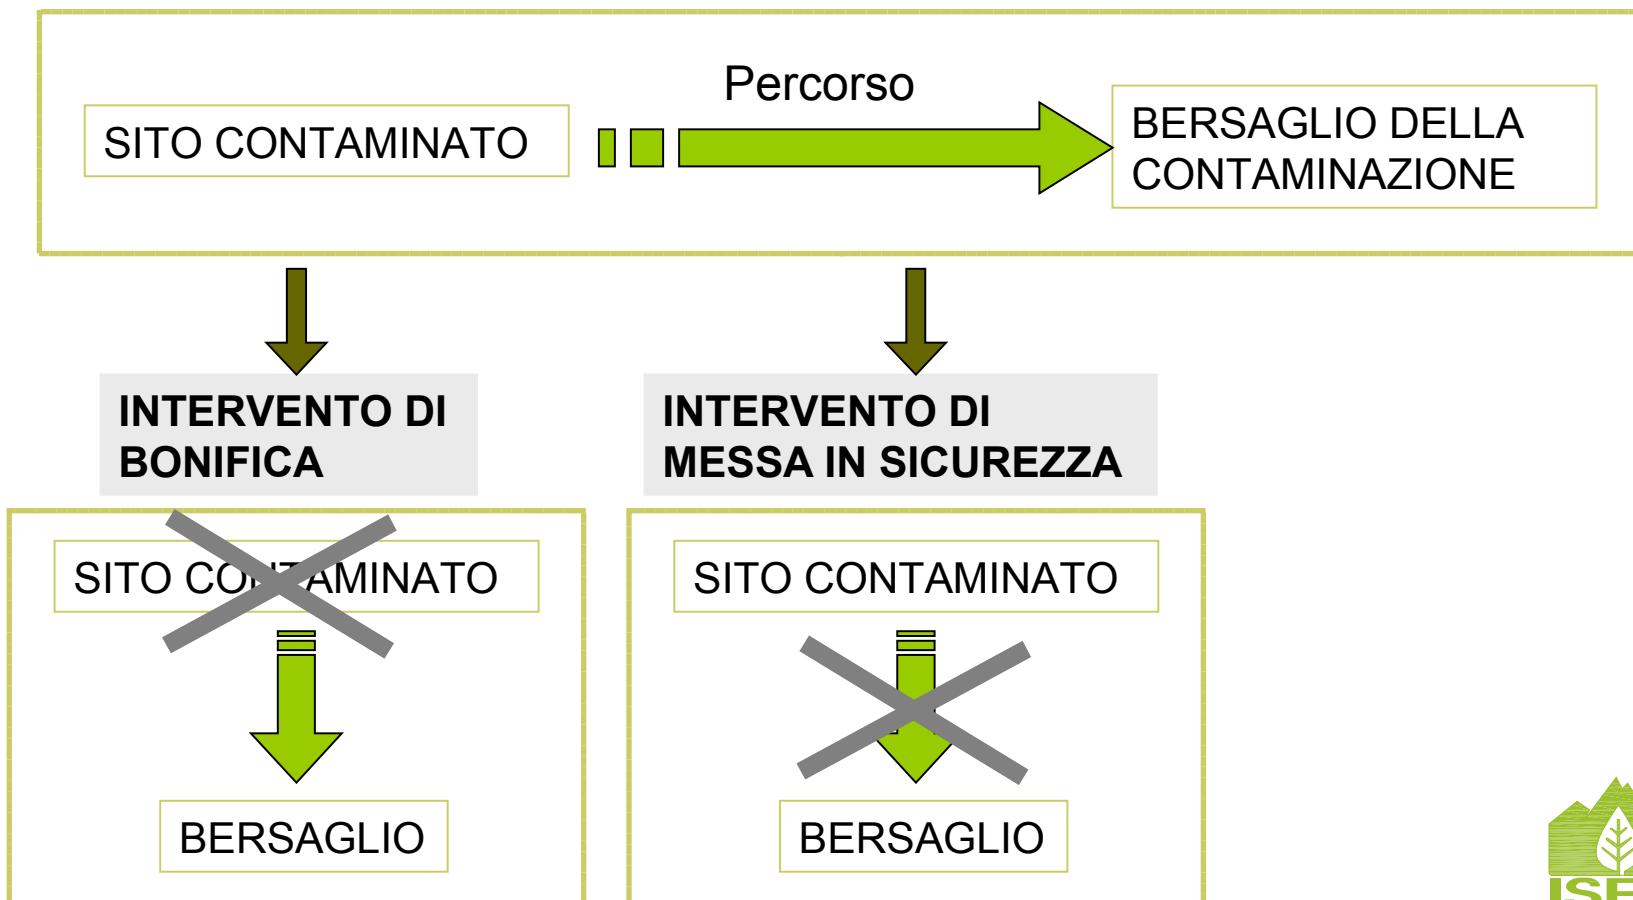 Percorso
SITO CONTAMINATO
BERSAGLIO DELLA
CONTAMINAZIONE
INTERVENTO DI
BONIFICA
INTERVENTO DI
MESSA IN SICUREZZA
SITO CONTAMINATO
BERSAGLIO
SITO CONTAMINATO
BERSAGLIO